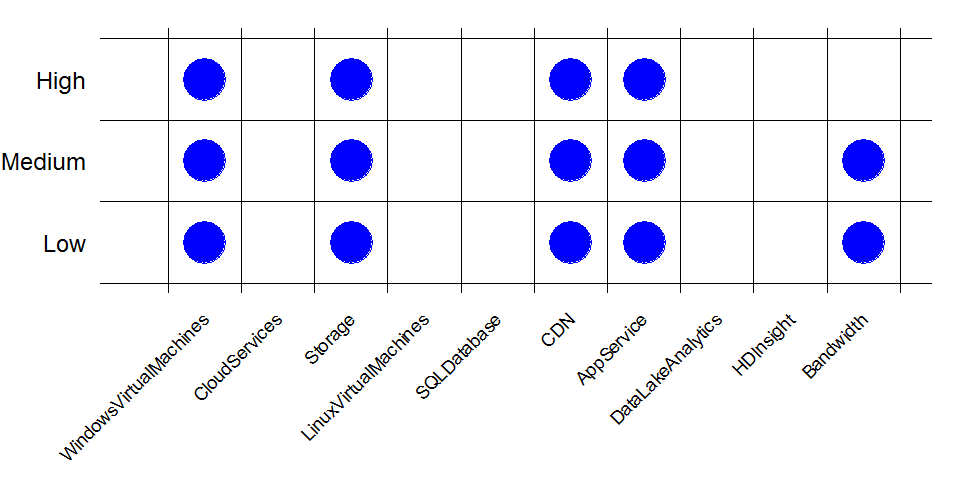 High
Medium
Low
WindowsVirtualMachines
CloudServices
Storage
LinuxVirtualMachines
SQLDatabase
CDN
AppService
DataLakeAnalytics
HDInsight
Bandwidth